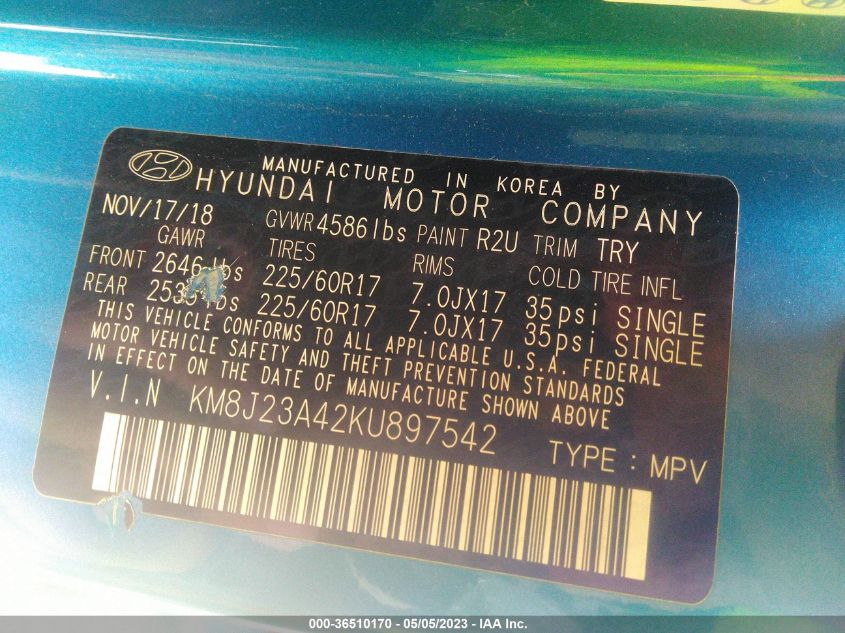 MANUFACTURED IN KOREA BY
HYUNDAI MOTOR COMPANY
NOV/17/18 GVWR 4586 lbs PAINT R2U TRIM TRY
GAWR TIRES RIMS COLD TIRE INFL
FRONT 2646 lbs 225/60R17 7.0JX17 35psi SINGLE
REAR lbs 225/60R17 7.0JX17 35psi SINGLE
THIS VEHICLE CONFORMS TO ALL APPLICABLE U.S.A. FEDERAL
MOTOR VEHICLE SAFETY AND THEFT PREVENTION STANDARDS
IN EFFECT ON THE DATE OF MANUFACTURE SHOWN ABOVE
V.I.N KM8J23A42KU897542
TYPE : MPV
000-36510170 - 05/05/2023 - IAA Inc.